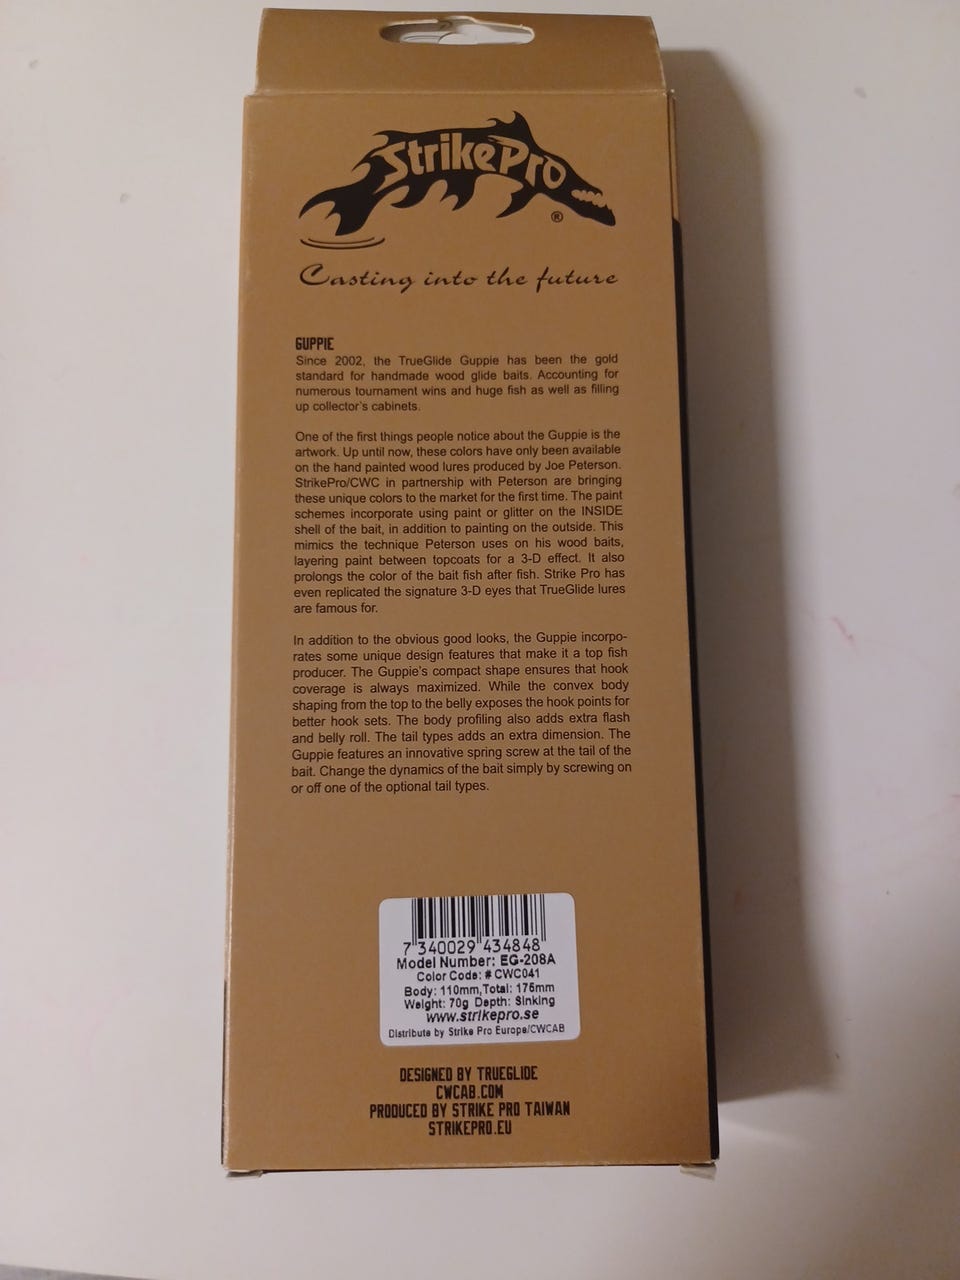 StrikePro
®
Casting into the future
GUPPIE
Since 2002, the TrueGlide Guppie has been the gold
standard for handmade wood glide baits. Accounting for
numerous tournament wins and huge fish as well as filling
up collector's cabinets.
One of the first things people notice about the Guppie is the
artwork. Up until now, these colors have only been available
on the hand painted wood lures produced by Joe Peterson.
StrikePro/CWC in partnership with Peterson are bringing
these unique colors to the market for the first time. The paint
schemes incorporate using paint or glitter on the INSIDE
shell of the bait, in addition to painting on the outside. This
mimics the technique Peterson uses on his wood baits,
layering paint between topcoats for a 3-D effect. It also
prolongs the color of the bait fish after fish. Strike Pro has
even replicated the signature 3-D eyes that TrueGlide lures
are famous for.
In addition to the obvious good looks, the Guppie incorpo-
rates some unique design features that make it a top fish
producer. The Guppie's compact shape ensures that hook
coverage is always maximized. While the convex body
shaping from the top to the belly exposes the hook points for
better hook sets. The body profiling also adds extra flash
and belly roll. The tail types adds an extra dimension. The
Guppie features an innovative spring screw at the tail of the
bait. Change the dynamics of the bait simply by screwing on
or off one of the optional tail types.
7 340029 434848
Model Number: EG-208A
Color Code: # CWC041
Body: 110mm,Total: 175mm
Weight: 70g Depth: Sinking
www.strikepro.se
Distribute by Strike Pro Europe/CWCAB
DESIGNED BY TRUEGLIDE
CWCAB.COM
PRODUCED BY STRIKE PRO TAIWAN
STRIKEPRO.EU